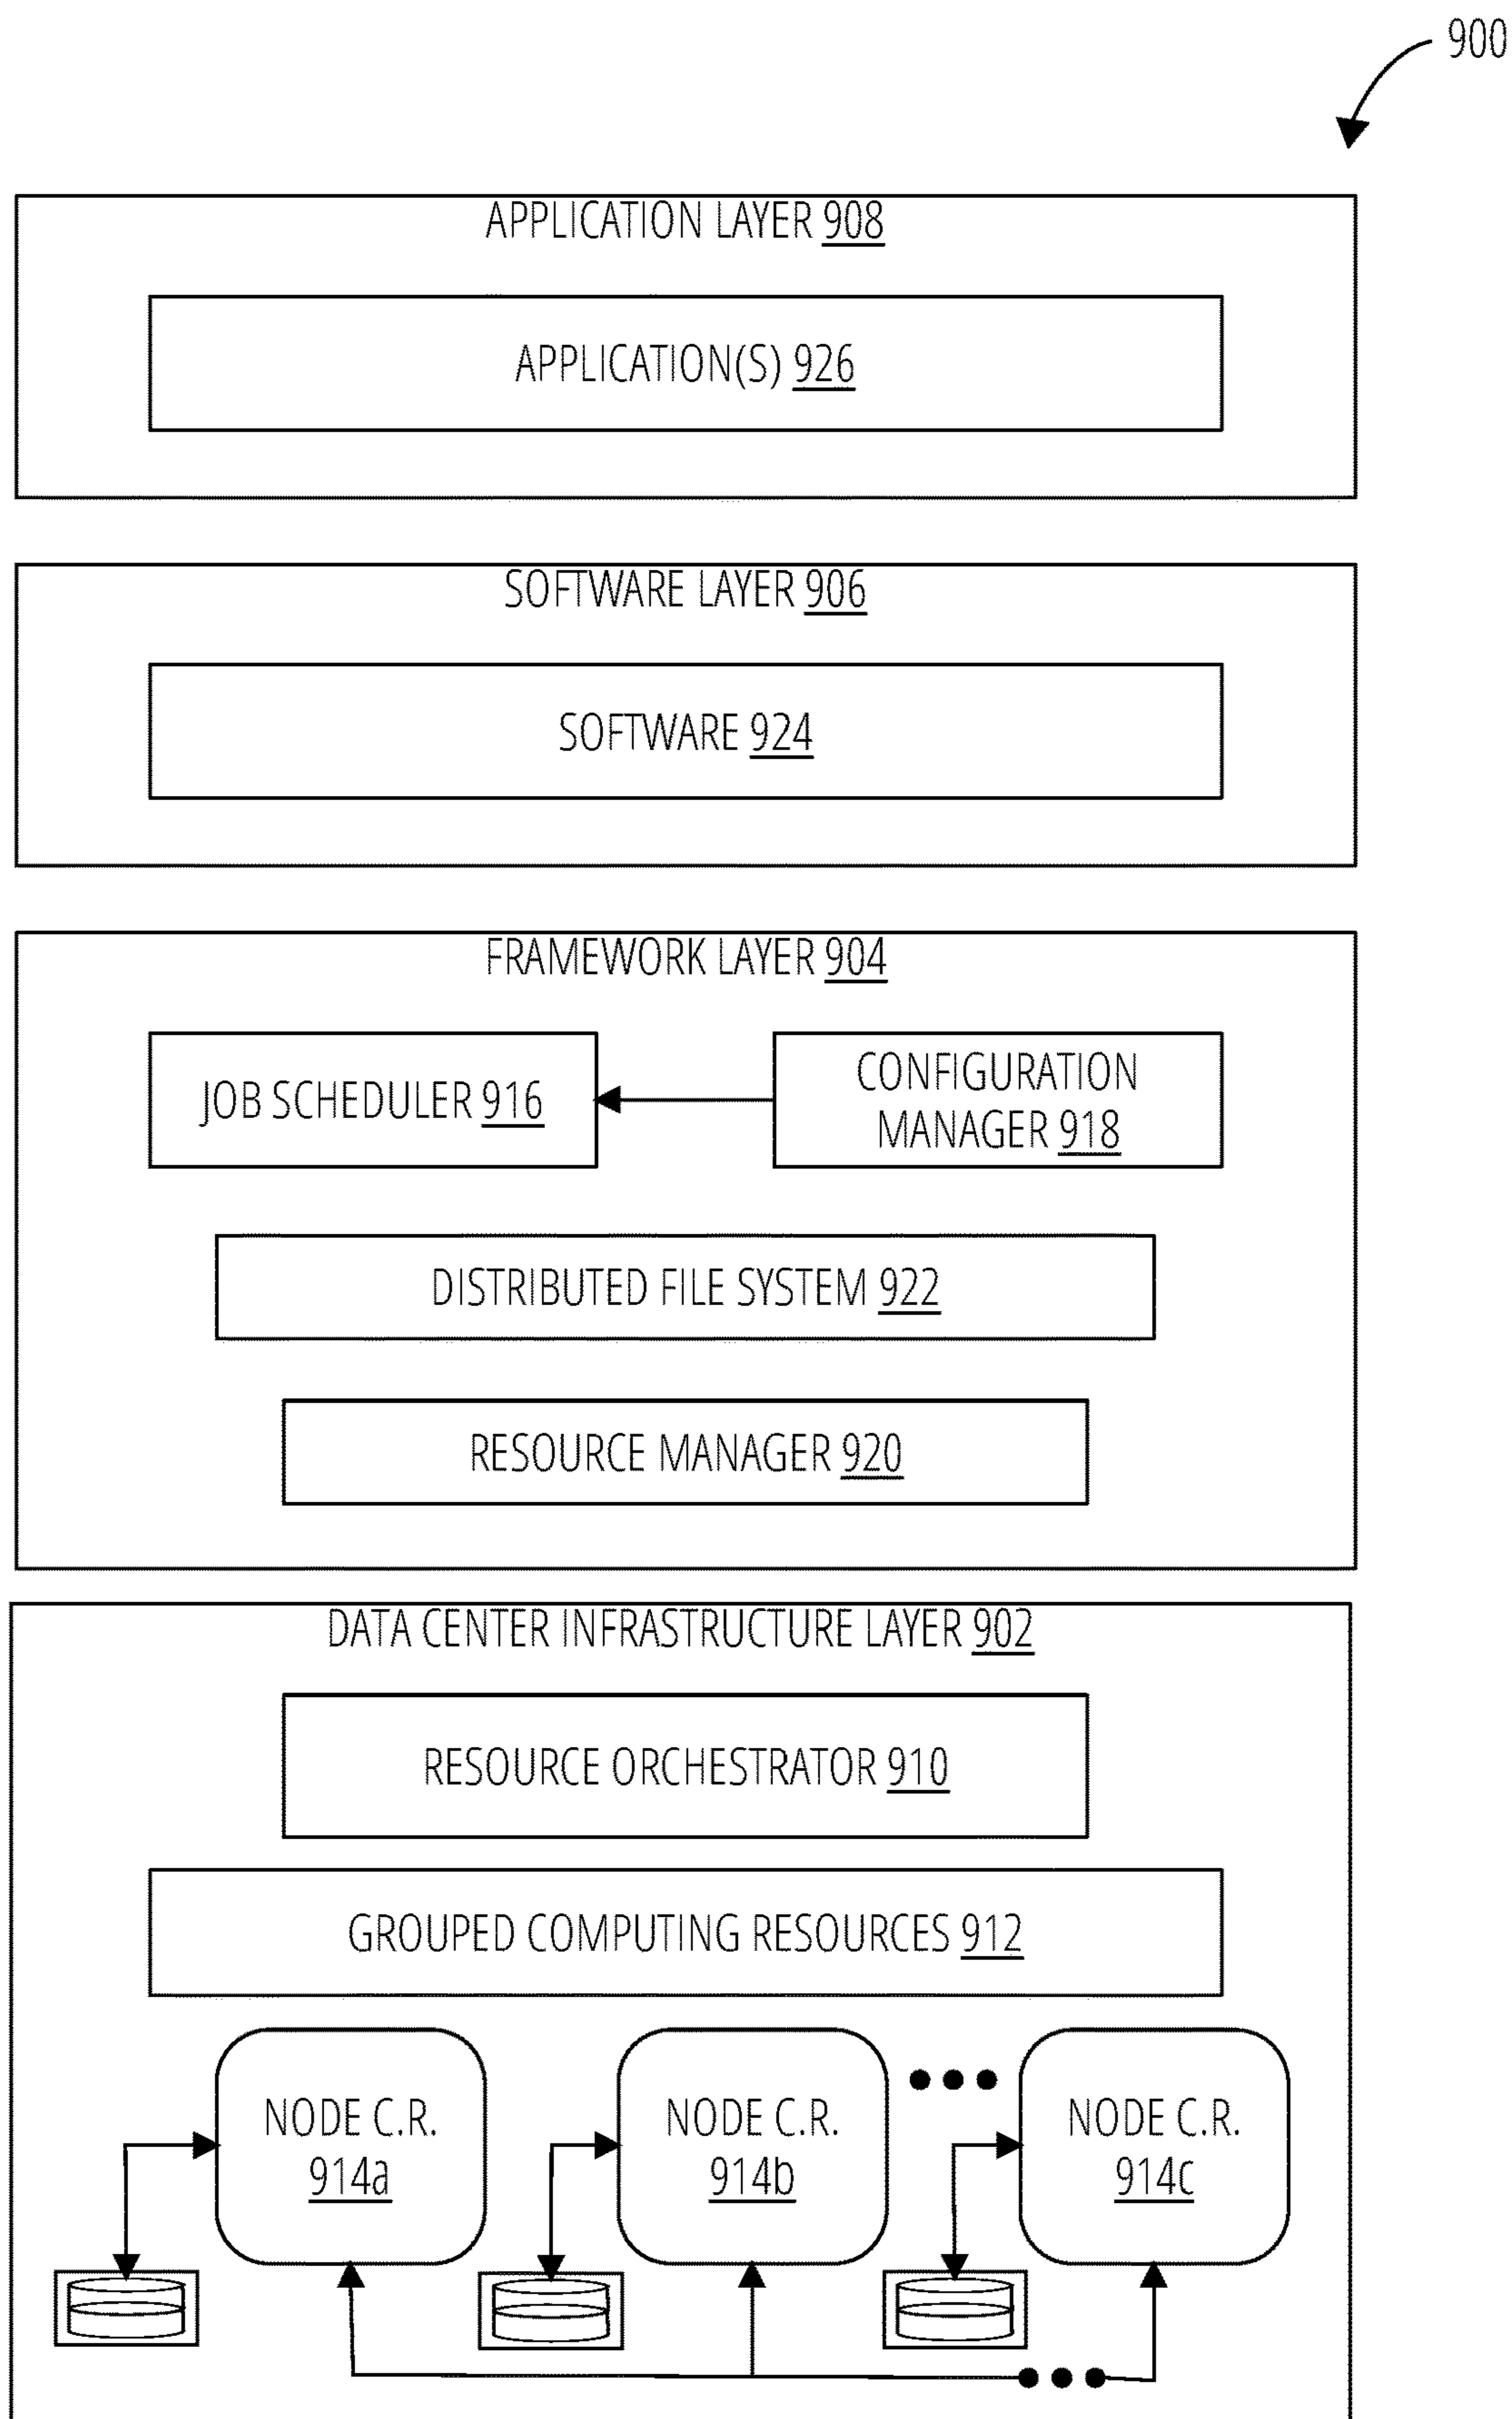 900
APPLICATION LAYER 908
APPLICATION(S) 926
SOFTWARE LAYER 906
SOFTWARE 924
FRAMEWORK LAYER 904
JOB SCHEDULER 916
CONFIGURATION
MANAGER 918
DISTRIBUTED FILE SYSTEM 922
RESOURCE MANAGER 920
DATA CENTER INFRASTRUCTURE LAYER 902
RESOURCE ORCHESTRATOR 910
GROUPED COMPUTING RESOURCES 912
NODE C.R.
914a
NODE C.R.
914b
NODE C.R.
914c